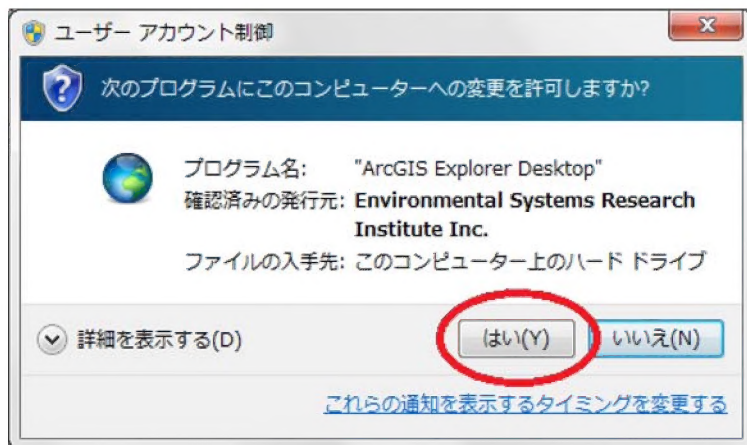 ユーザー アカウント制御
次のプログラムにこのコンピューターへの変更を許可しますか?
プログラム名: "ArcGIS Explorer Desktop"
確認済みの発行元: Environmental Systems Research
Institute Inc.
ファイルの入手先: このコンピューター上のハード ドライブ
詳細を表示する(D) はい(Y) いいえ(N)
これらの通知を表示するタイミングを変更する